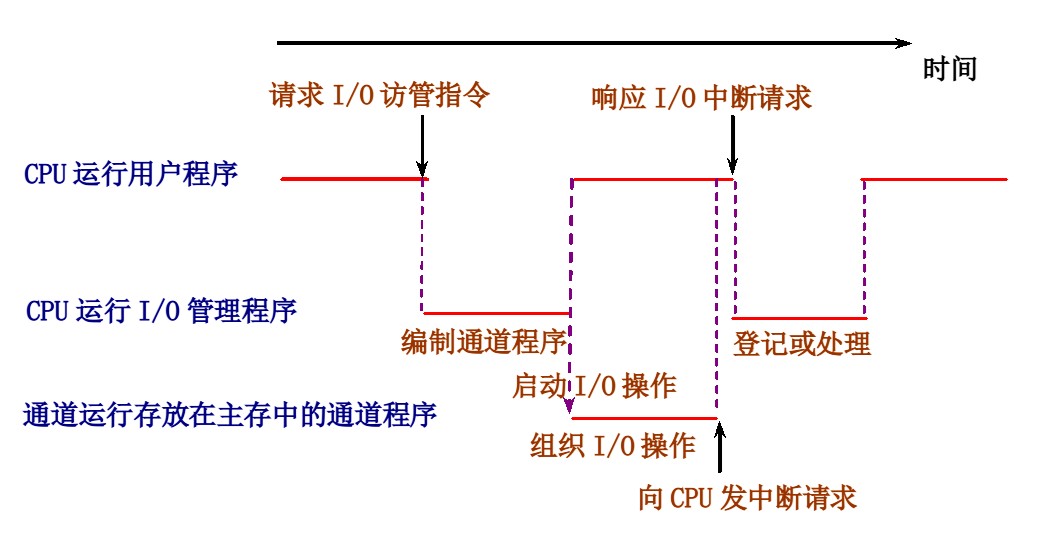 时间
请求 I/O 访管指令
响应 I/O 中断请求
CPU 运行用户程序
CPU 运行 I/O 管理程序
编制通道程序
登记或处理
启动 I/O 操作
通道运行存放在主存中的通道程序
组织 I/O 操作
向 CPU 发中断请求